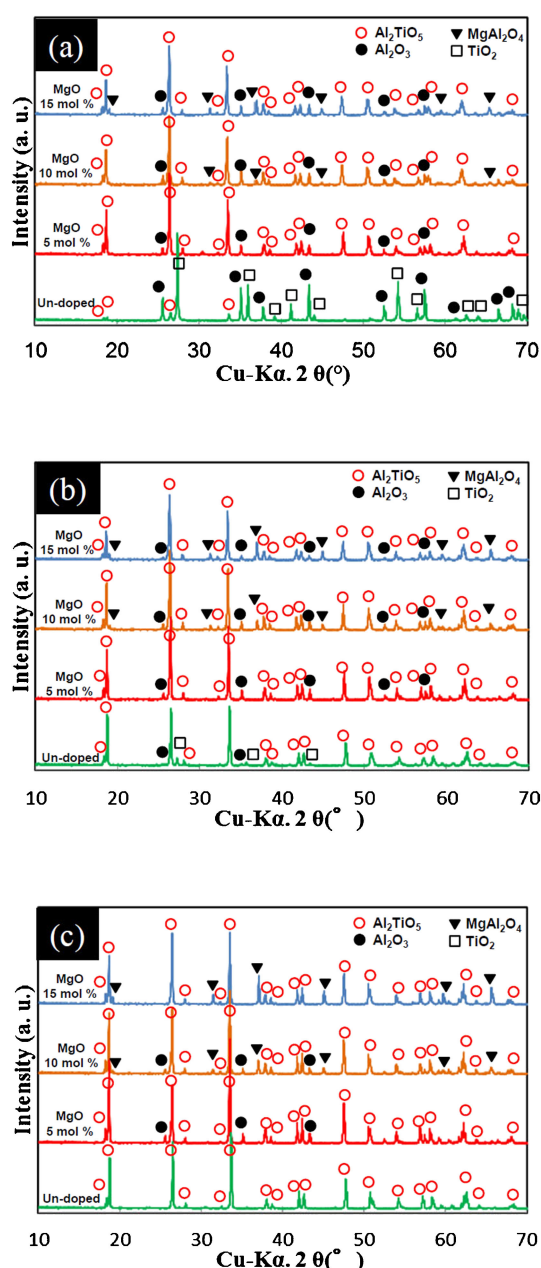 (a)
Al2TiO5 MgAl2O4
Al2O3 TiO2
MgO
15 mol %
MgO
10 mol %
MgO
5 mol %
Un-doped
Intensity (a. u.)
10 20 30 40 50 60 70
Cu-Kα. 2 θ(°)
(b)
Al2TiO5 MgAl2O4
Al2O3 TiO2
MgO
15 mol %
MgO
10 mol %
MgO
5 mol %
Un-doped
Intensity (a. u.)
10 20 30 40 50 60 70
Cu-Kα. 2 θ(° )
(c)
Al2TiO5 MgAl2O4
Al2O3 TiO2
MgO
15 mol %
MgO
10 mol %
MgO
5 mol %
Un-doped
Intensity (a. u.)
10 20 30 40 50 60 70
Cu-Kα. 2 θ(° )